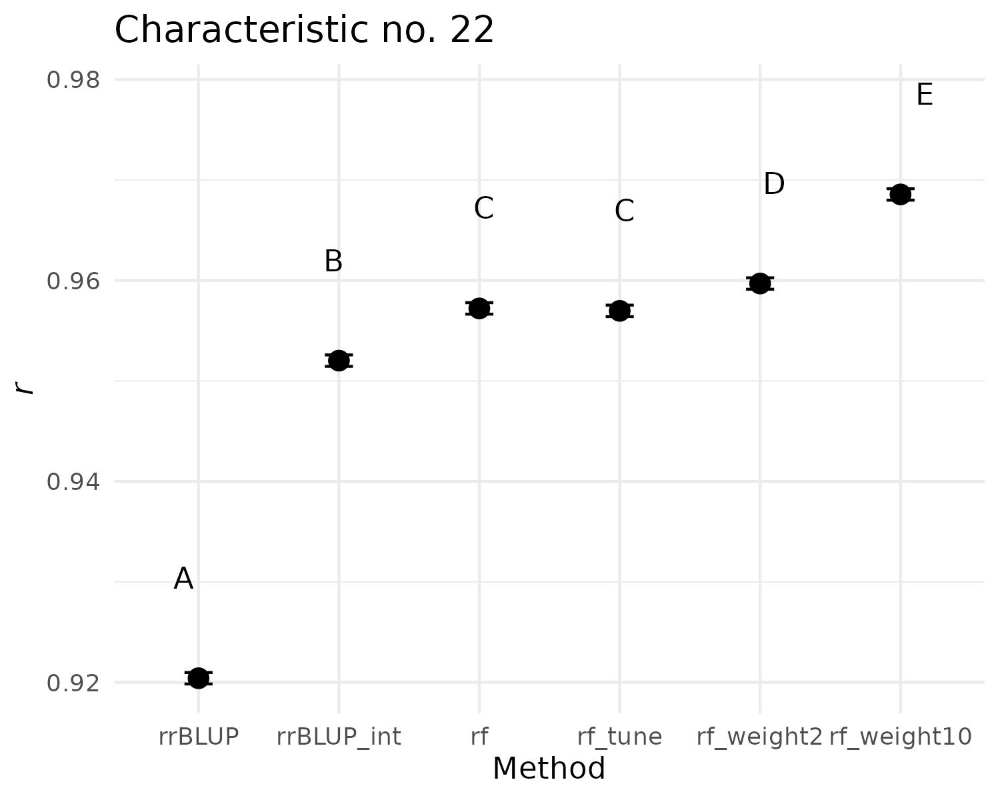 Characteristic no. 22
0.98
E
D
C
C
B
0.96
r
0.94
A
0.92
rrBLUP rrBLUP_int rf rf_tune rf_weight2 rf_weight10
Method